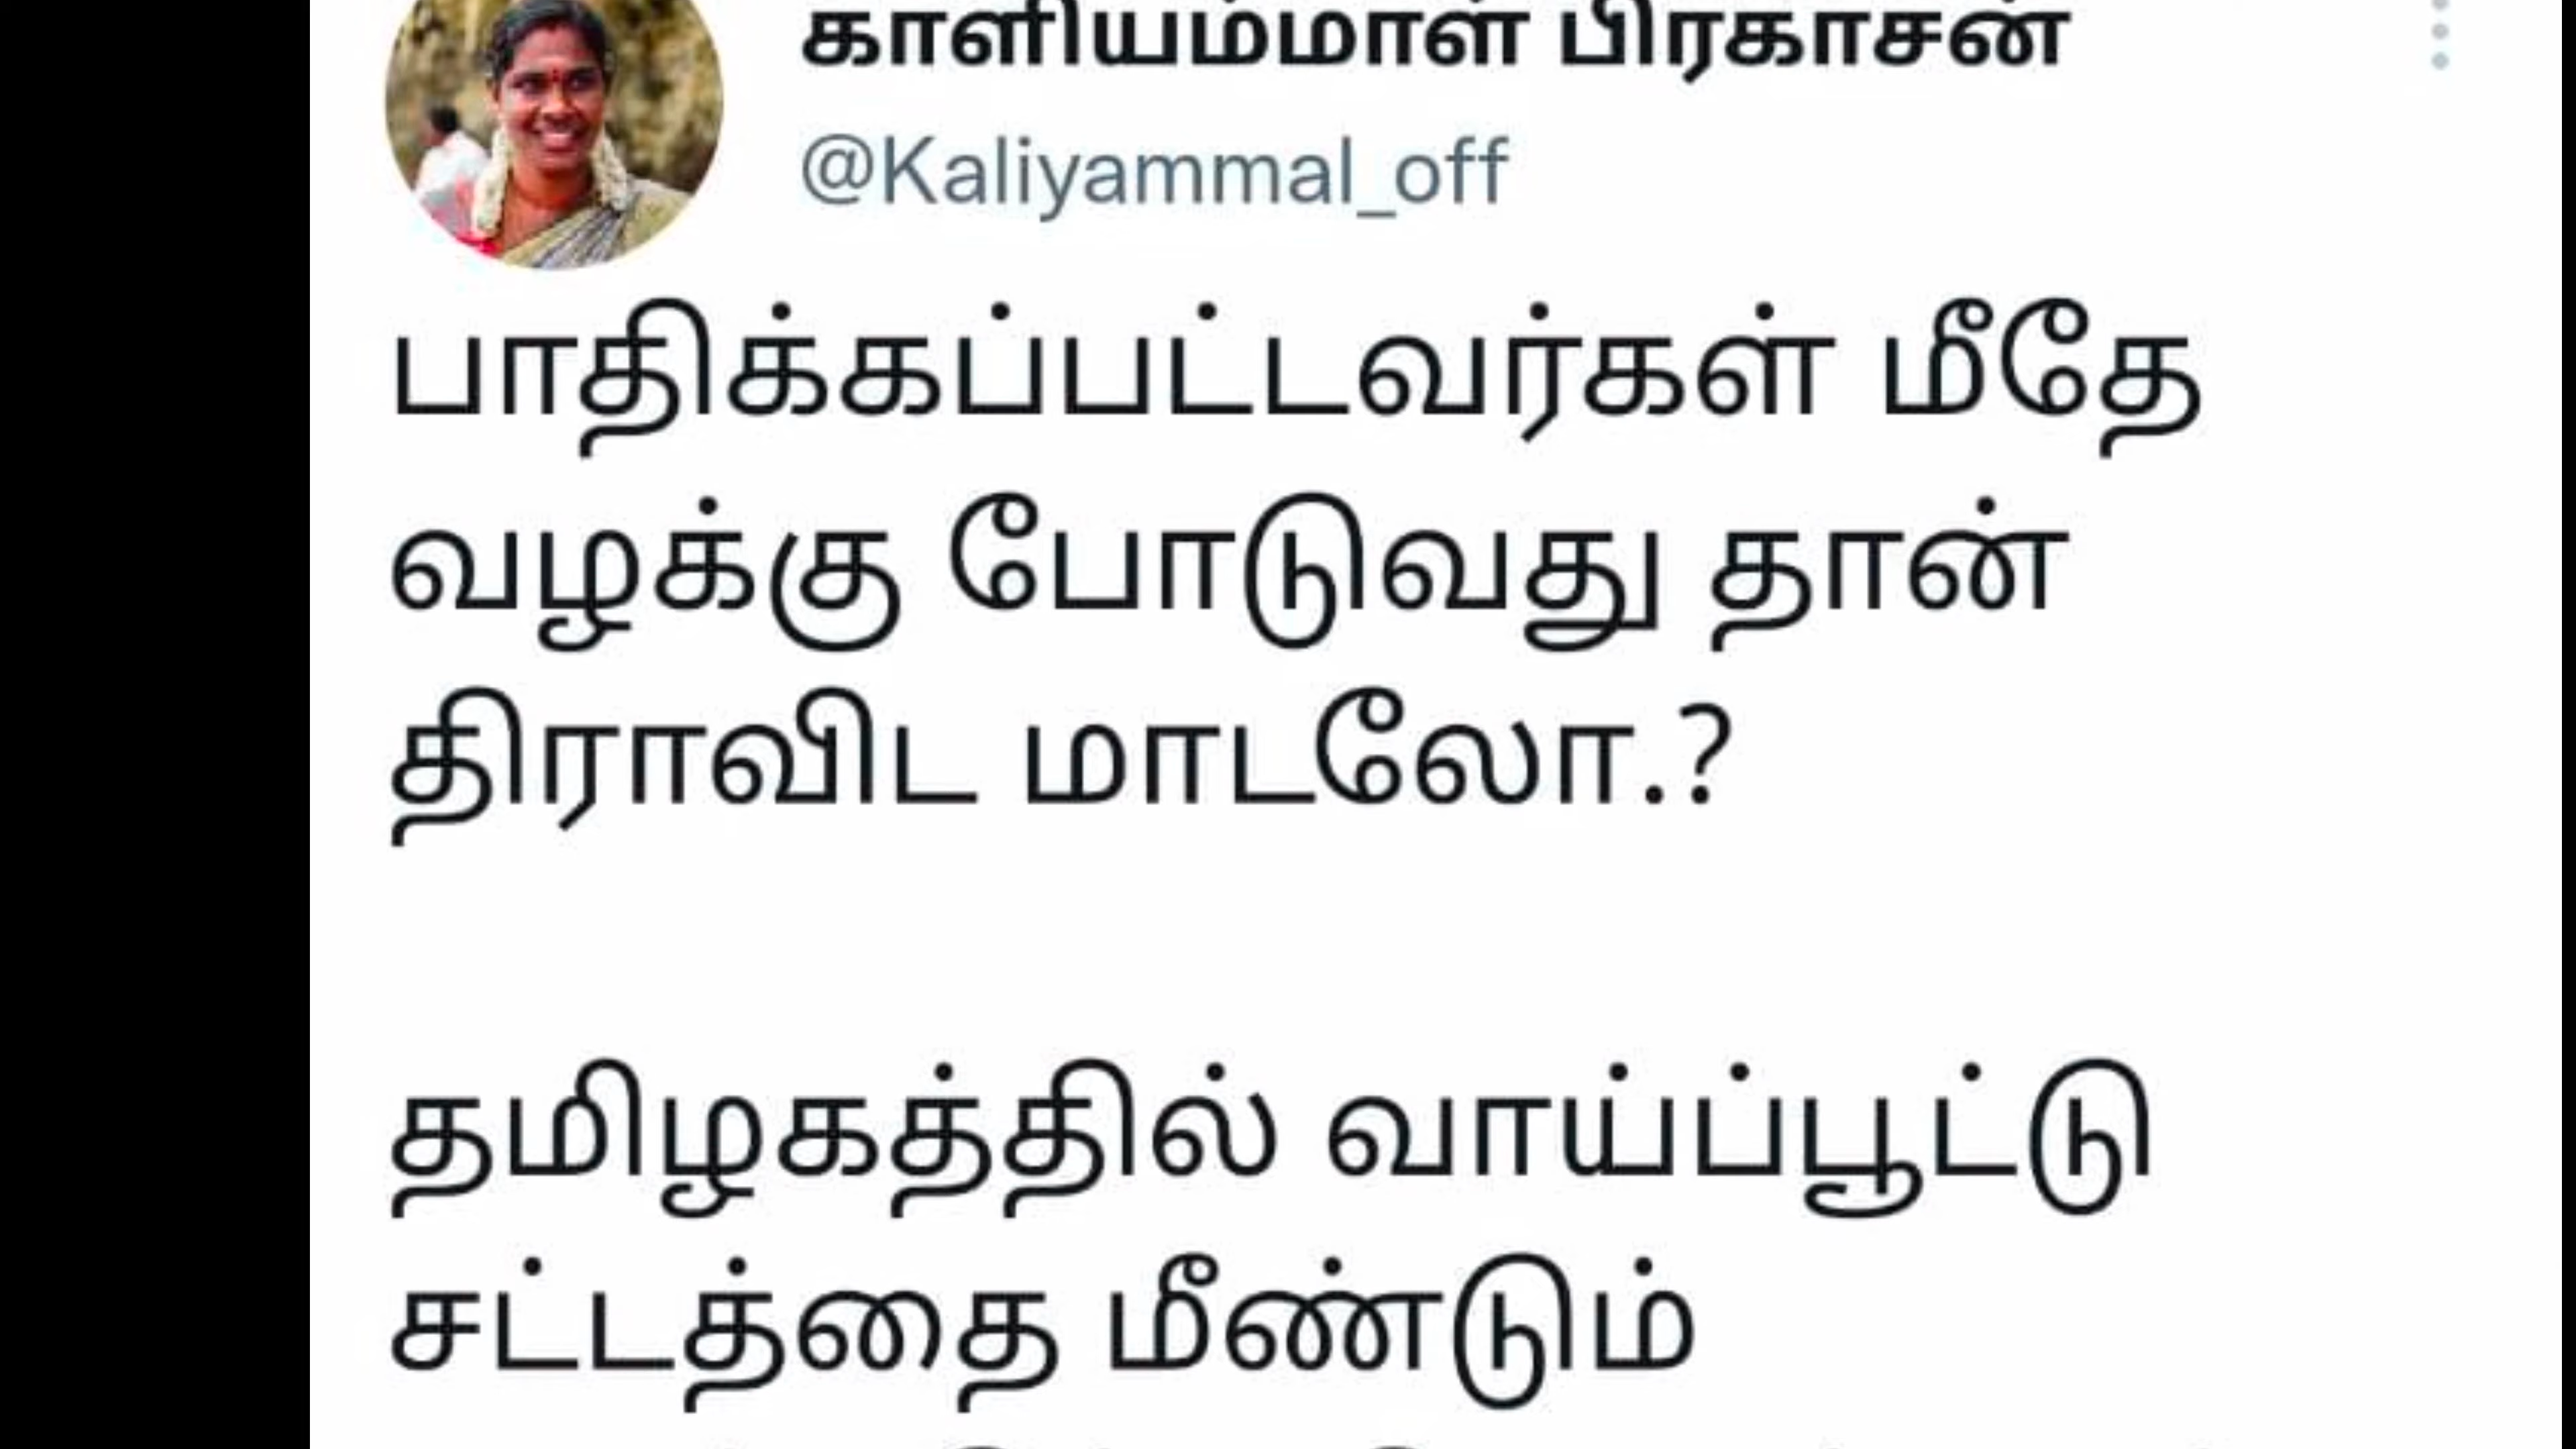 காளியம்மாள் பிரகாசன்
@Kaliyammal_off
பாதிக்கப்பட்டவர்கள் மீதே
வழக்கு போடுவது தான்
திராவிட மாடலோ.?
தமிழகத்தில் வாய்ப்பூட்டு
சட்டத்தை மீண்டும்